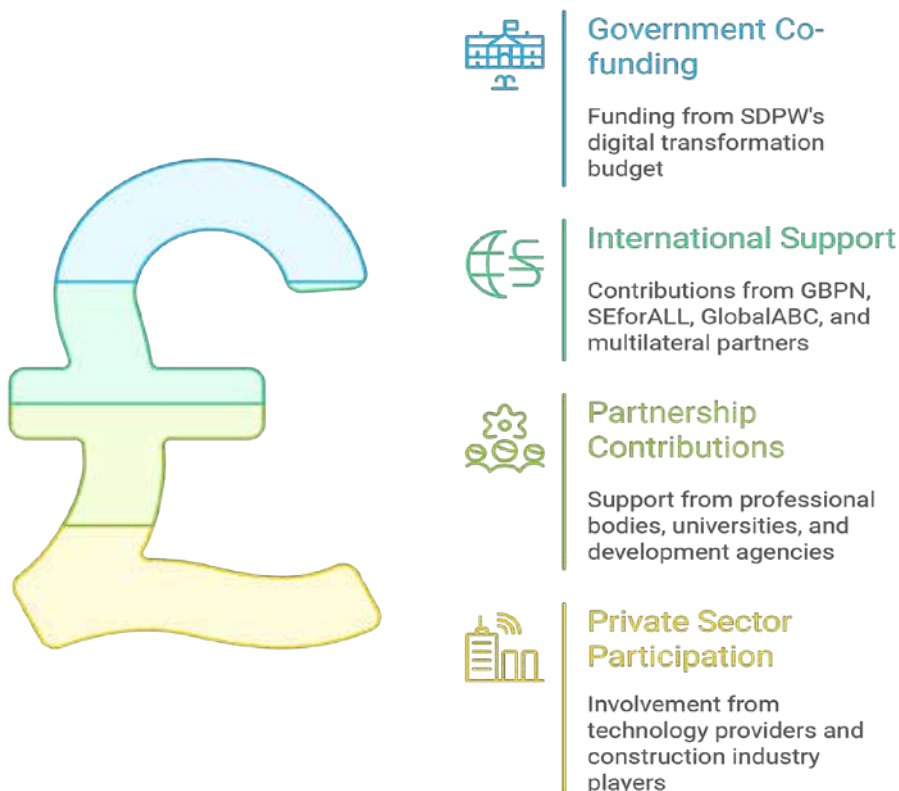 Government Co-
funding
Funding from SDPW's
digital transformation
budget
International Support
Contributions from GBPN,
SEforALL, GlobalABC, and
multilateral partners
Partnership
Contributions
Support from professional
bodies, universities, and
development agencies
Private Sector
Participation
Involvement from
technology providers and
construction industry
players